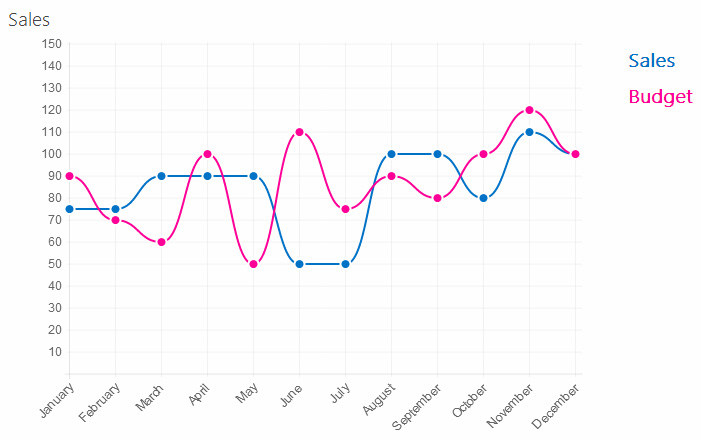 Sales
150
140
130
120
110
100
90
80
70
60
50
40
30
20
10
January
February
March
April
May
June
July
August
September
October
November
December
Sales
Budget